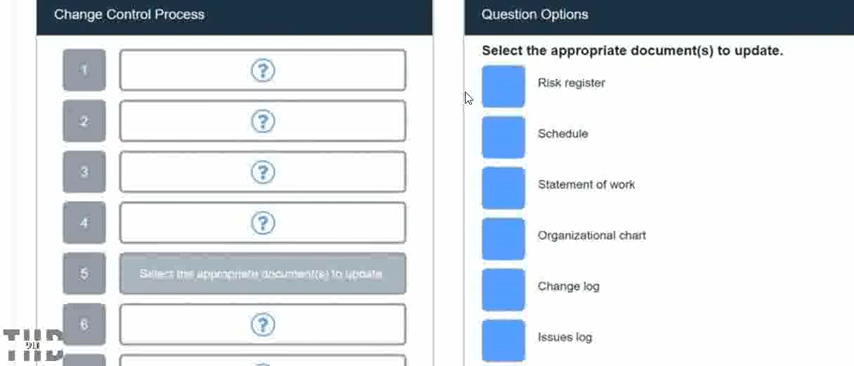 Change Control Process
Question Options
Select the appropriate document(s) to update.
1
?
Risk register
2
?
Schedule
3
?
Statement of work
4
?
Organizational chart
5
Select the appropriate document(s) to update
Change log
6
?
Issues log
THD